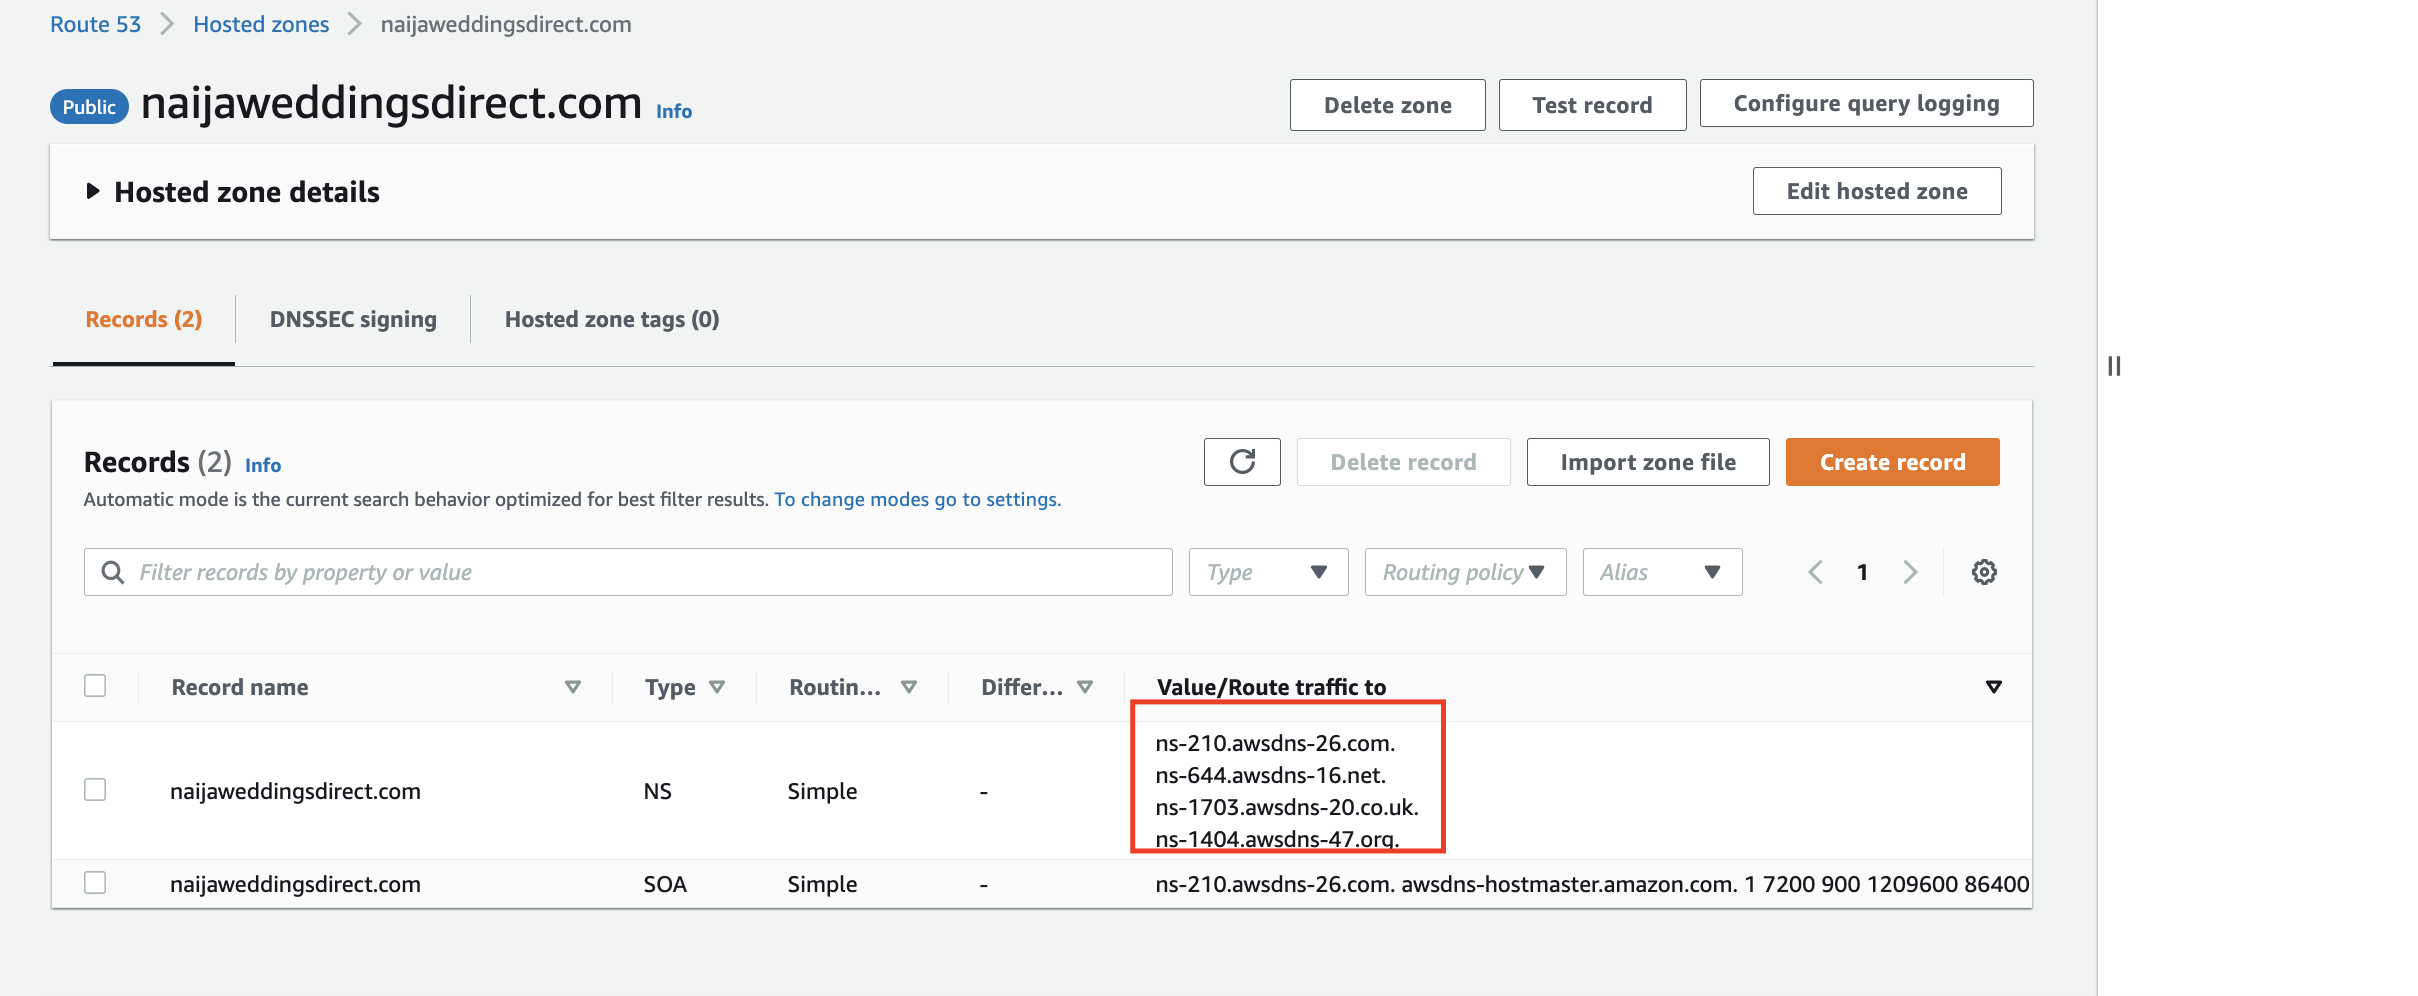 Route 53 > Hosted zones > naijaweddingsdirect.com
Public naijaweddingsdirect.com Info
Delete zone Test record Configure query logging
Hosted zone details Edit hosted zone
Records (2) DNSSEC signing Hosted zone tags (0)
Records (2) Info
Delete record Import zone file Create record
Automatic mode is the current search behavior optimized for best filter results. To change modes go to settings.
Filter records by property or value Type Routing policy Alias 1
Record name Type Routin... Differ... Value/Route traffic to
naijaweddingsdirect.com NS Simple -
ns-210.awsdns-26.com.
ns-644.awsdns-16.net.
ns-1703.awsdns-20.co.uk.
ns-1404.awsdns-47.org.
naijaweddingsdirect.com SOA Simple - ns-210.awsdns-26.com. awsdns-hostmaster.amazon.com. 1 7200 900 1209600 86400